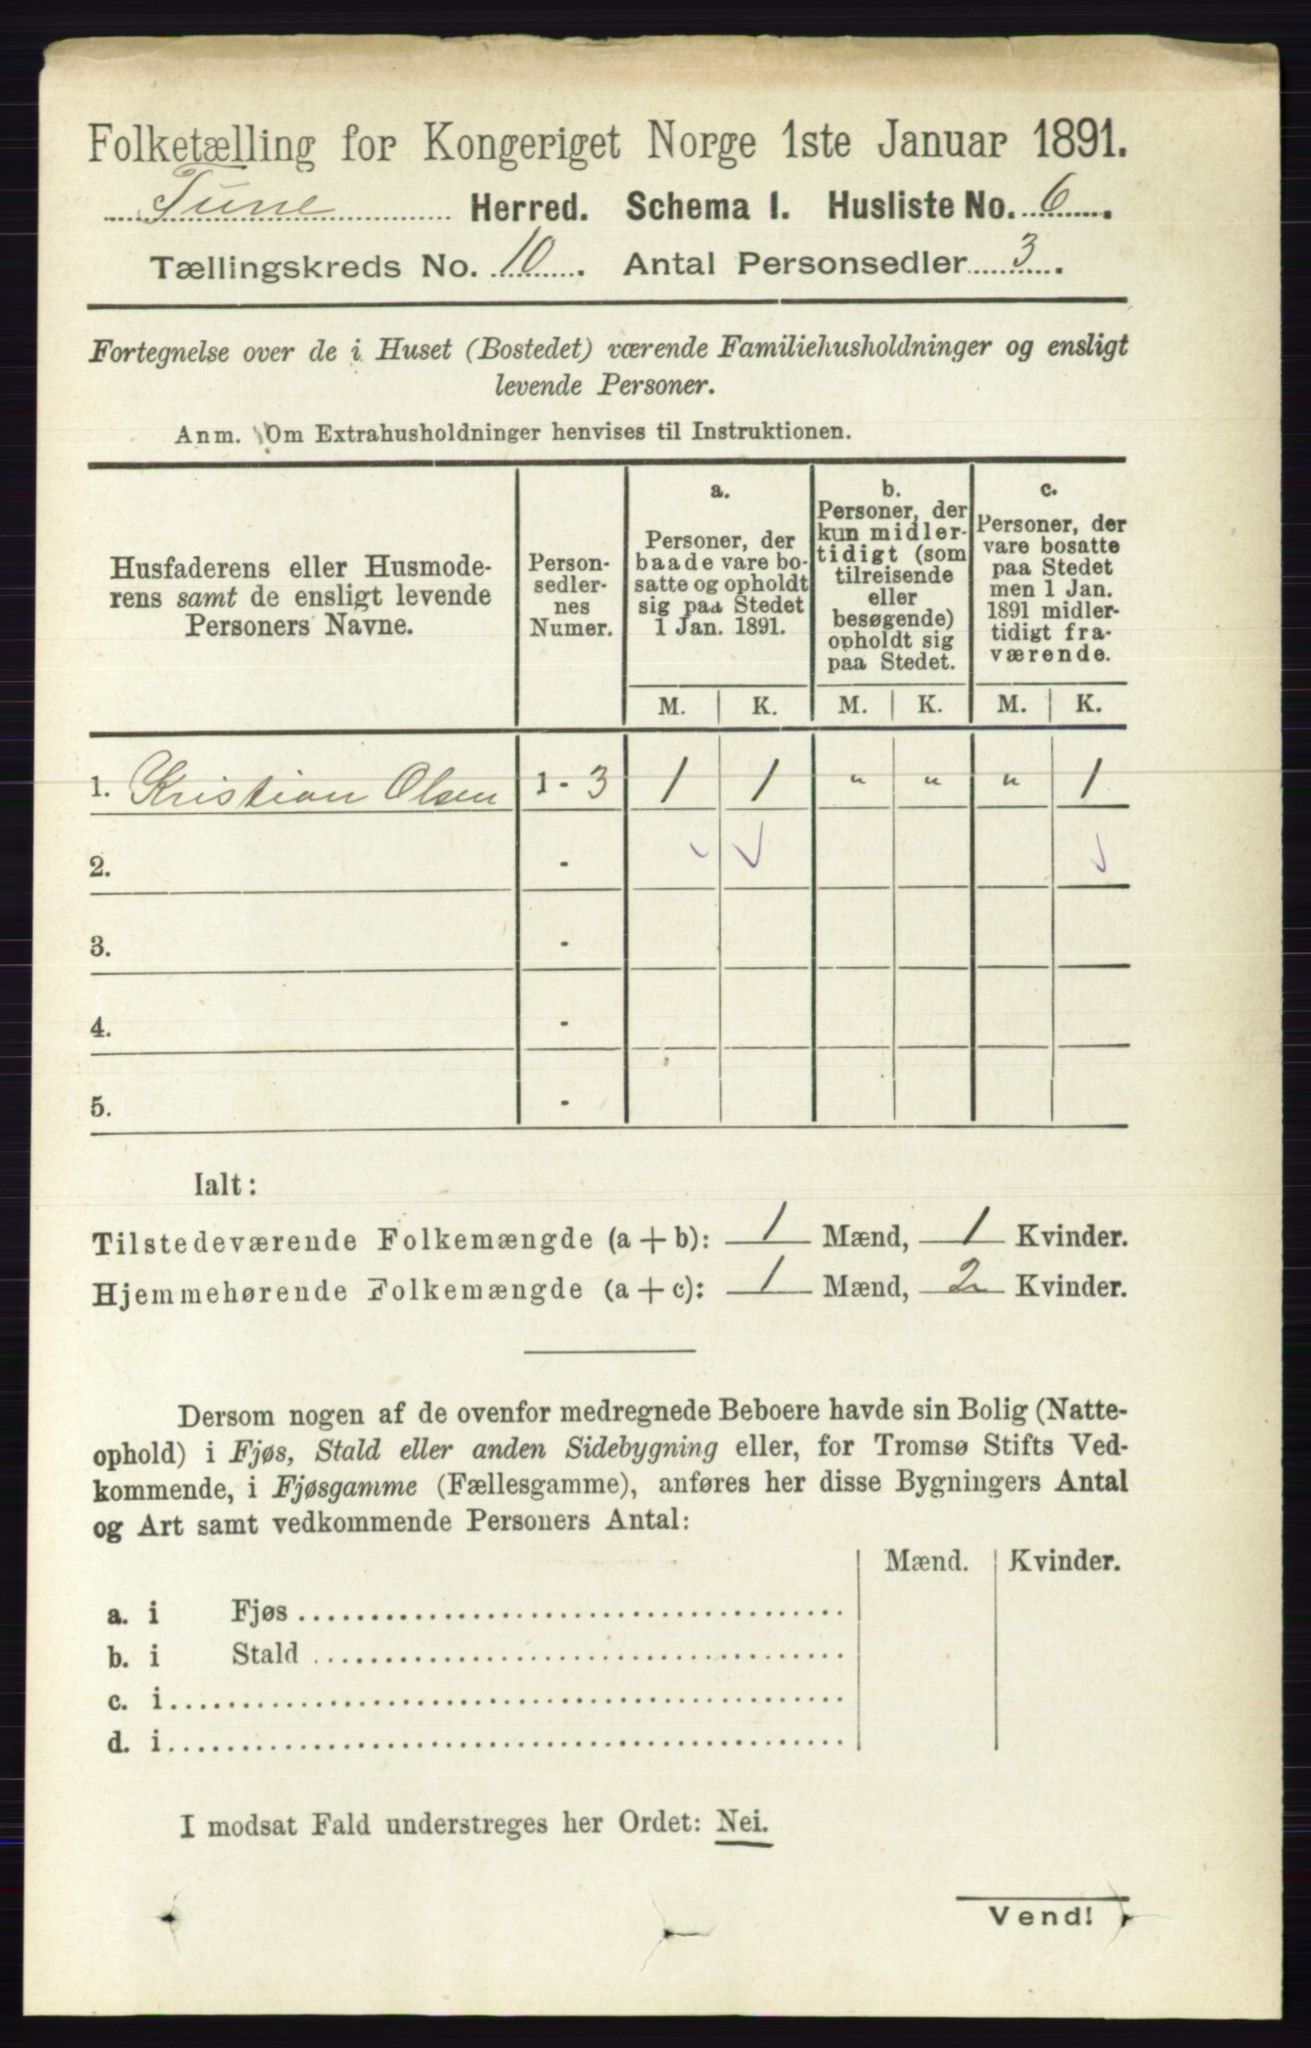 Folketælling for Kongeriget Norge 1ste Januar 1891.
Tune Herred. Schema I. Husliste No. 6.
Tællingskreds No. 10. Antal Personsedler 3.
Fortegnelse over de i Huset (Bostedet) værende Familiehusholdninger og ensligt
levende Personer.
Anm. Om Extrahusholdninger henvises til Instruktionen.
Husfaderens eller Husmode-
rens samt de ensligt levende
Personers Navne.
Person-
sedler-
nes
Numer.
a.
Personer, der
baade vare bo-
satte og opholdt
sig paa Stedet
1 Jan. 1891.
b.
Personer, der
kun midler-
tidigt (som
tilreisende
eller
besøgende)
opholdt sig
paa Stedet.
c.
Personer, der
vare bosatte
paa Stedet
men 1 Jan.
1891 midler-
tidigt fra-
værende.
M. K. M. K. M. K.
1. Kristian Olsen 1 - 3 1 1 " " " 1
2. -
3. -
4. -
5. -
Ialt:
Tilstedeværende Folkemængde (a + b): 1 Mænd, 1 Kvinder.
Hjemmehørende Folkemængde (a + c): 1 Mænd, 2 Kvinder.
Dersom nogen af de ovenfor medregnede Beboere havde sin Bolig (Natte-
ophold) i Fjøs, Stald eller anden Sidebygning eller, for Tromsø Stifts Ved-
kommende, i Fjøsgamme (Fællesgamme), anføres her disse Bygningers Antal
og Art samt vedkommende Personers Antal:
Mænd. Kvinder.
a. i Fjøs
b. i Stald
c. i
d. i
I modsat Fald understreges her Ordet: Nei.
Vend!